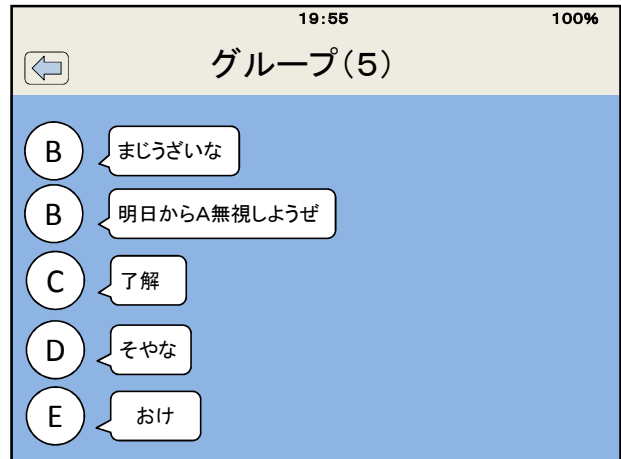 19:55 100%
グループ(5)
B まじうざいな
B 明日からA無視しようぜ
C 了解
D そやな
E おけ